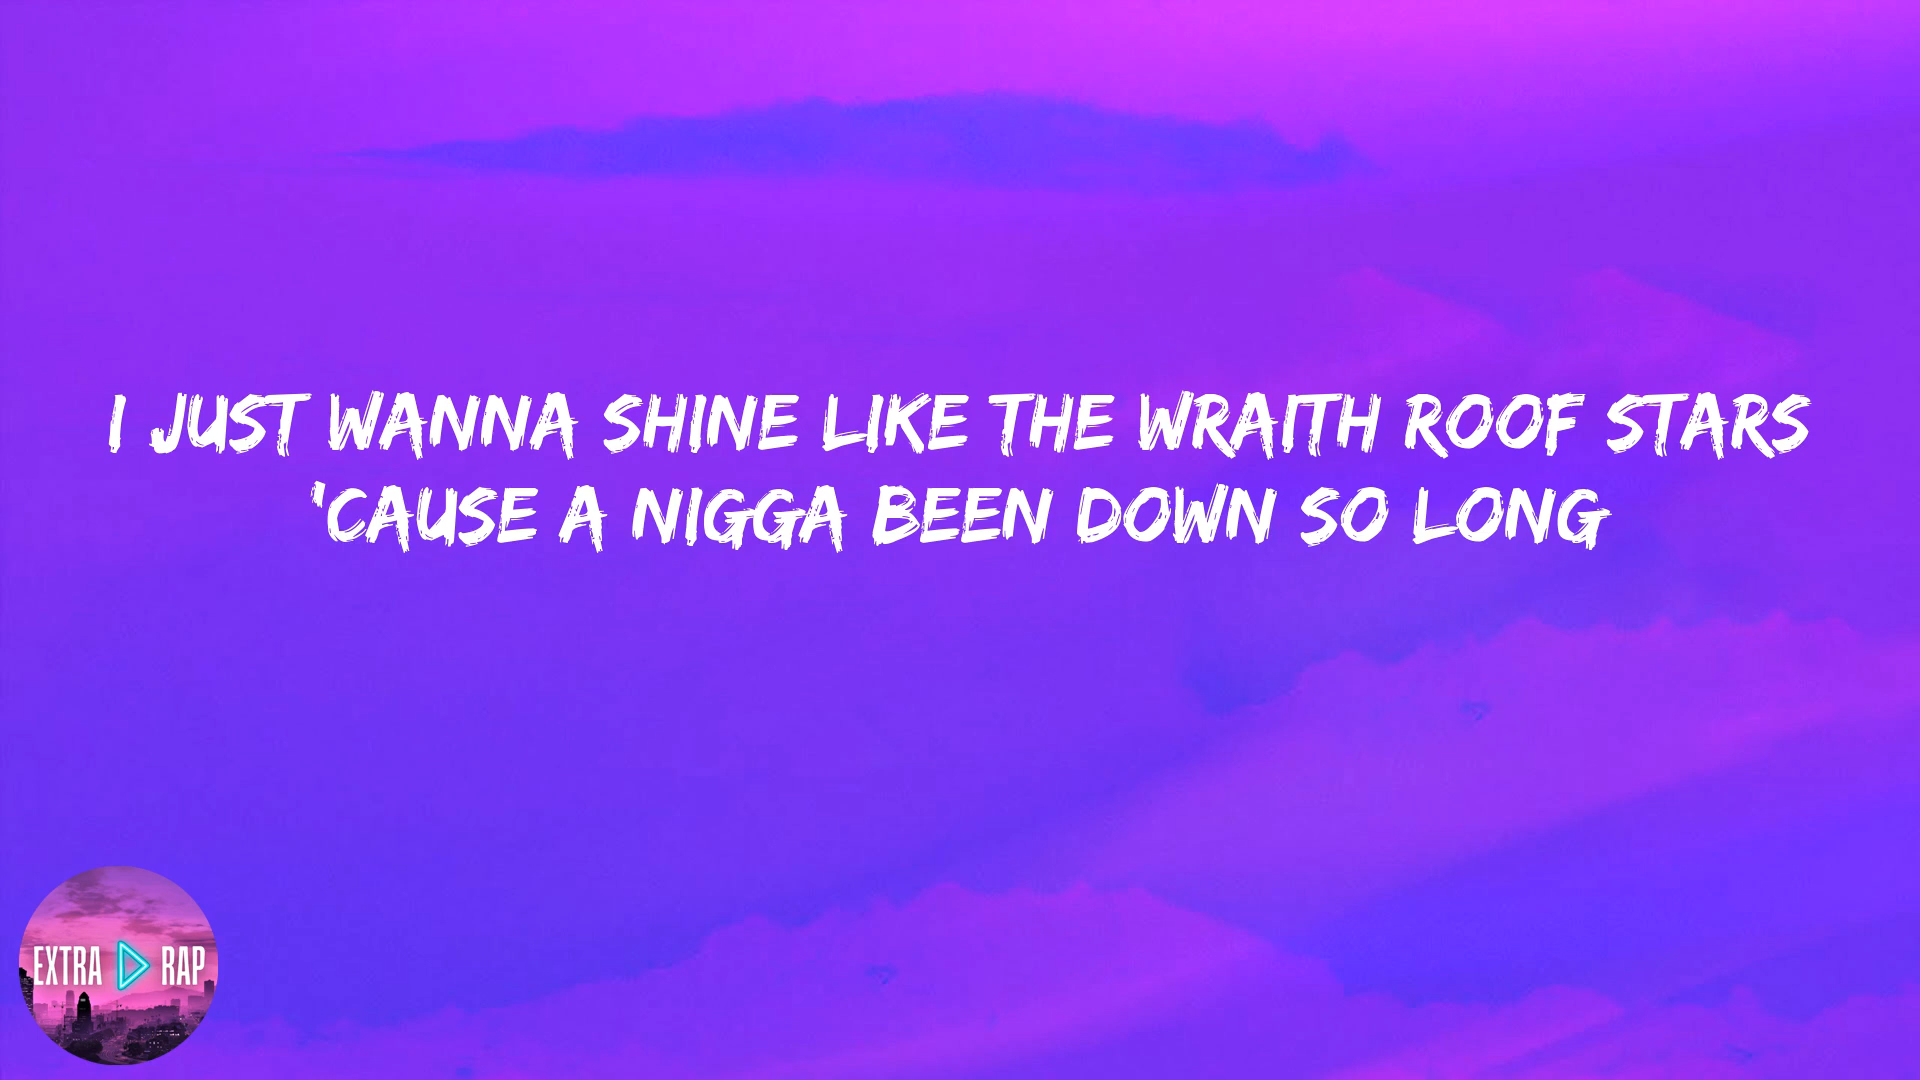 I JUST WANNA SHINE LIKE THE WRAITH ROOF STARS
'CAUSE A NIGGA BEEN DOWN SO LONG
EXTRA RAP